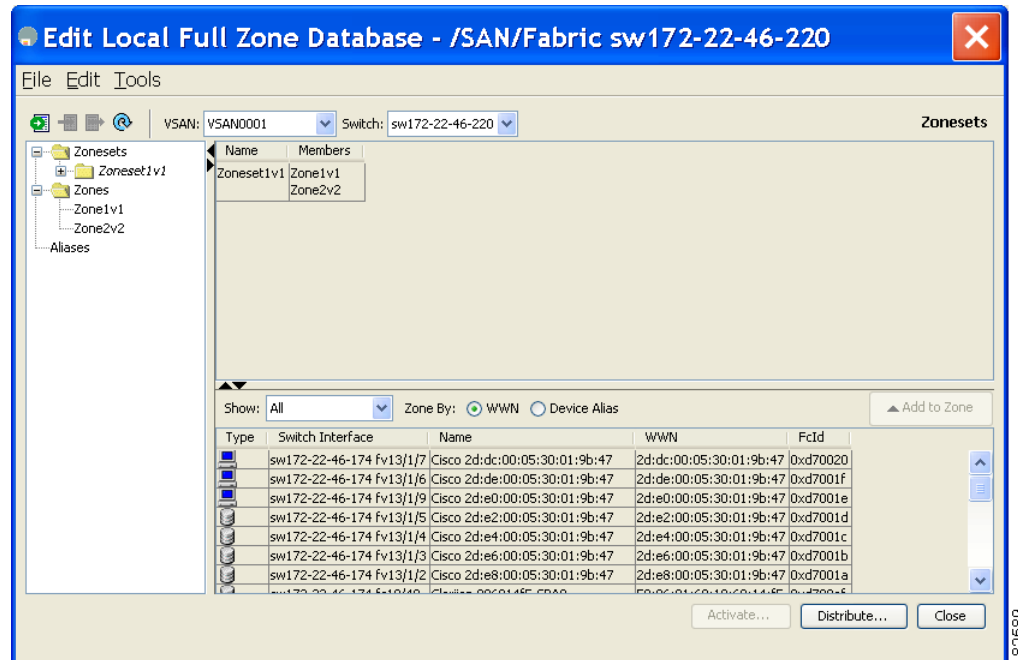 Edit Local Full Zone Database - /SAN/Fabric sw172-22-46-220
File Edit Tools
VSAN: VSAN0001 Switch: sw172-22-46-220 Zonesets
Zonesets
Zoneset1v1
Zones
Zone1v1
Zone2v2
Aliases
Name Members
Zoneset1v1 Zone1v1
Zone2v2
Show: All Zone By: WWN Device Alias Add to Zone
Type Switch Interface Name WWN FcId
sw172-22-46-174 fv13/1/7 Cisco 2d:dc:00:05:30:01:9b:47 2d:dc:00:05:30:01:9b:47 0xd70020
sw172-22-46-174 fv13/1/6 Cisco 2d:de:00:05:30:01:9b:47 2d:de:00:05:30:01:9b:47 0xd7001f
sw172-22-46-174 fv13/1/9 Cisco 2d:e0:00:05:30:01:9b:47 2d:e0:00:05:30:01:9b:47 0xd7001e
sw172-22-46-174 fv13/1/5 Cisco 2d:e2:00:05:30:01:9b:47 2d:e2:00:05:30:01:9b:47 0xd7001d
sw172-22-46-174 fv13/1/4 Cisco 2d:e4:00:05:30:01:9b:47 2d:e4:00:05:30:01:9b:47 0xd7001c
sw172-22-46-174 fv13/1/3 Cisco 2d:e6:00:05:30:01:9b:47 2d:e6:00:05:30:01:9b:47 0xd7001b
sw172-22-46-174 fv13/1/2 Cisco 2d:e8:00:05:30:01:9b:47 2d:e8:00:05:30:01:9b:47 0xd7001a
Activate... Distribute... Close